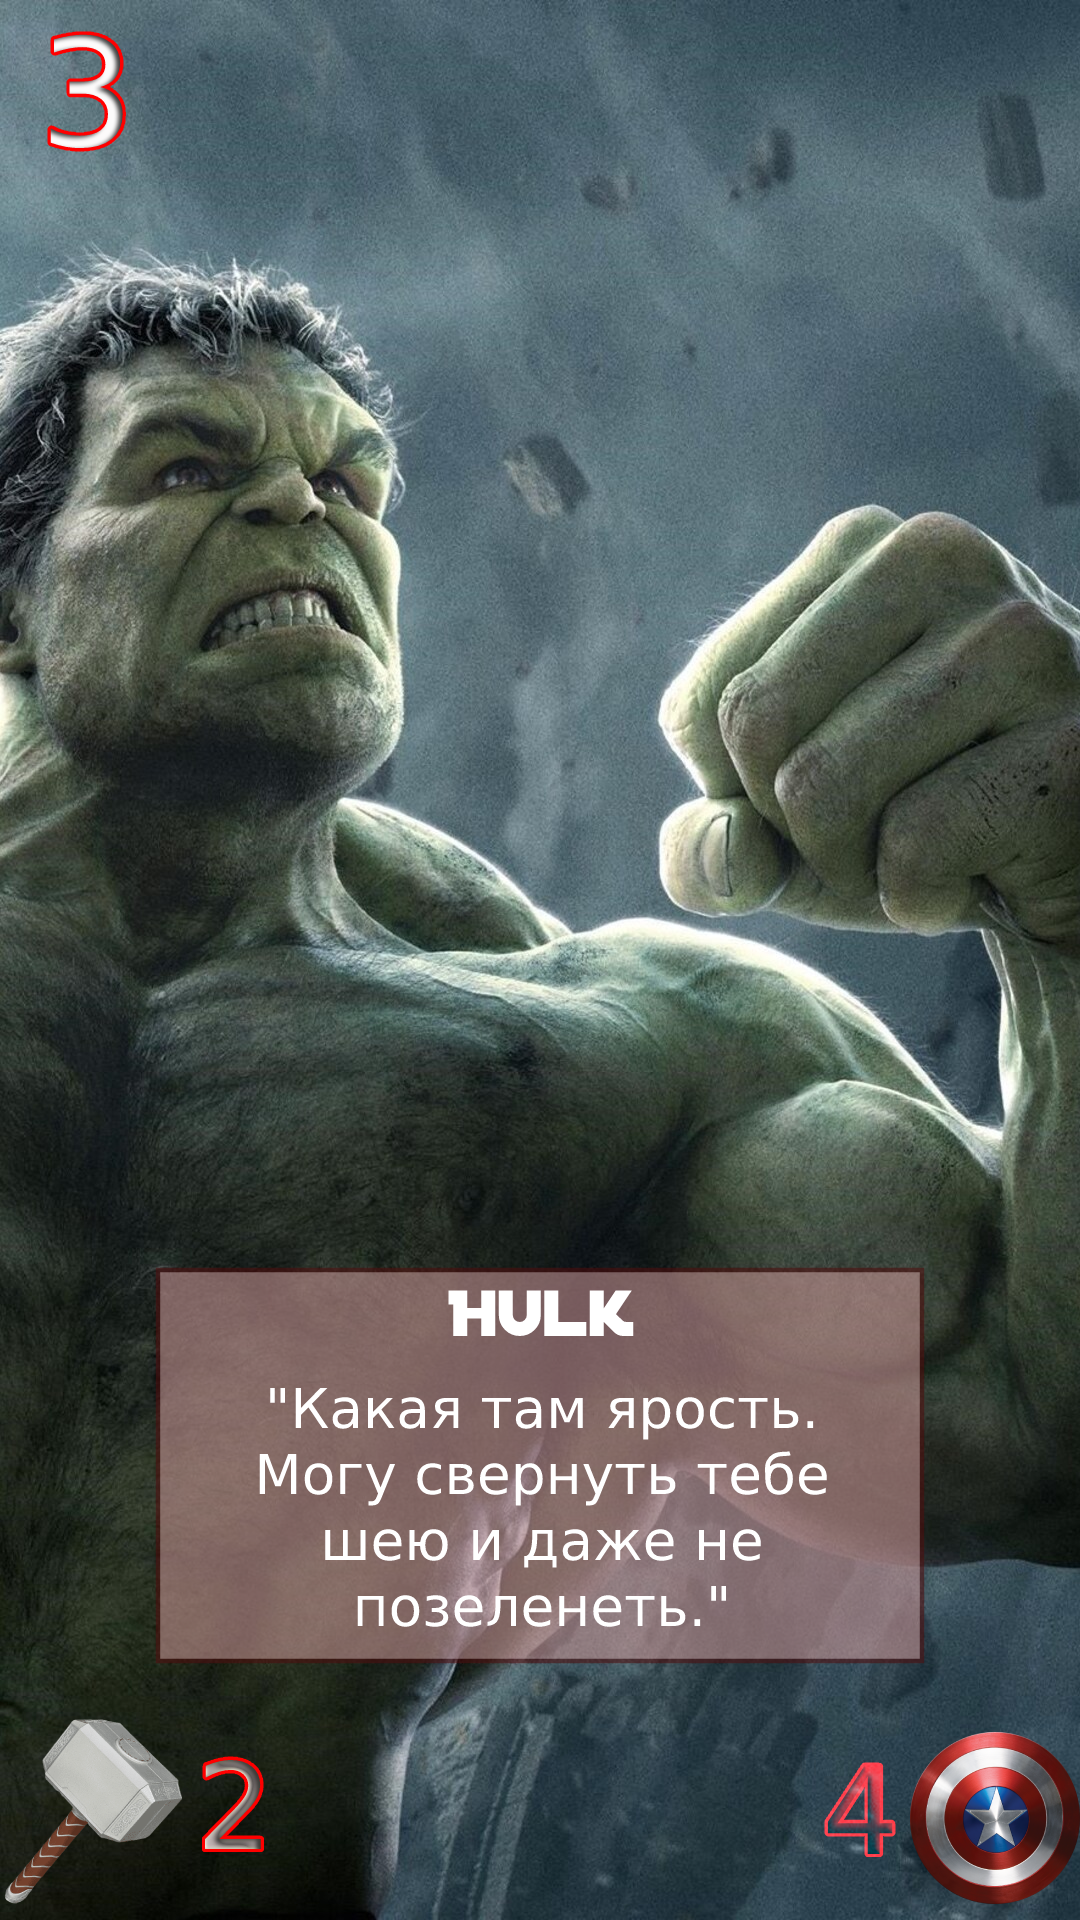 3
HULK
"Какая там ярость.
Могу свернуть тебе
шею и даже не
позеленеть."
2
4